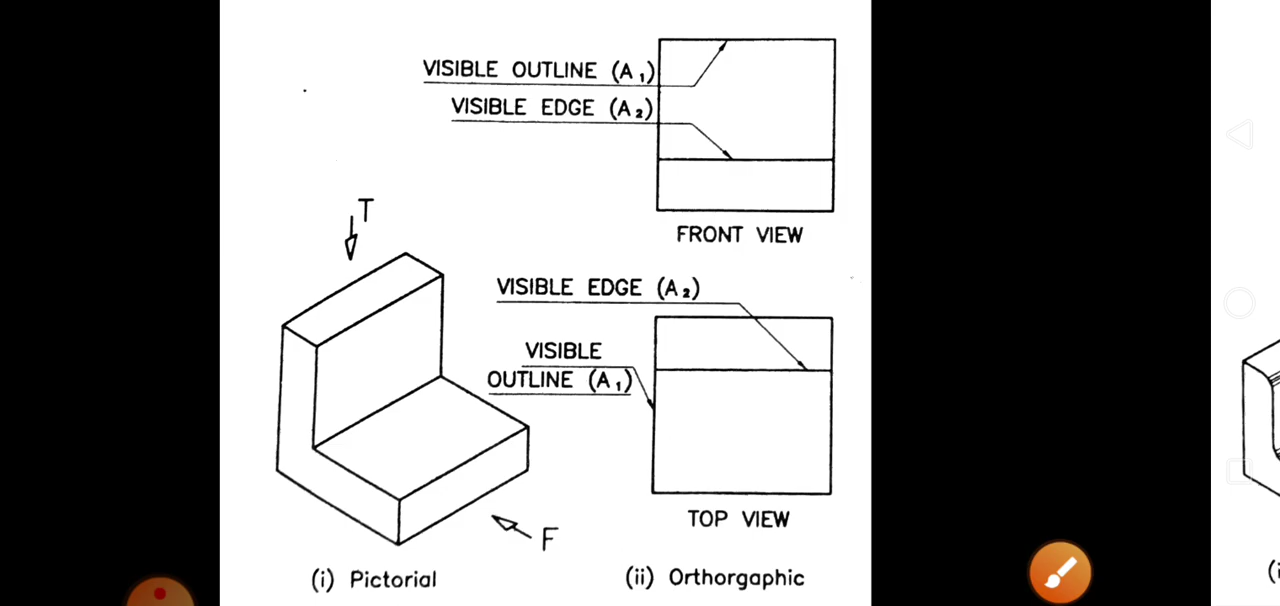 VISIBLE OUTLINE (A₁)
VISIBLE EDGE (A₂)
FRONT VIEW
T
VISIBLE EDGE (A₂)
VISIBLE
OUTLINE (A₁)
TOP VIEW
F
(i) Pictorial
(ii) Orthorgaphic